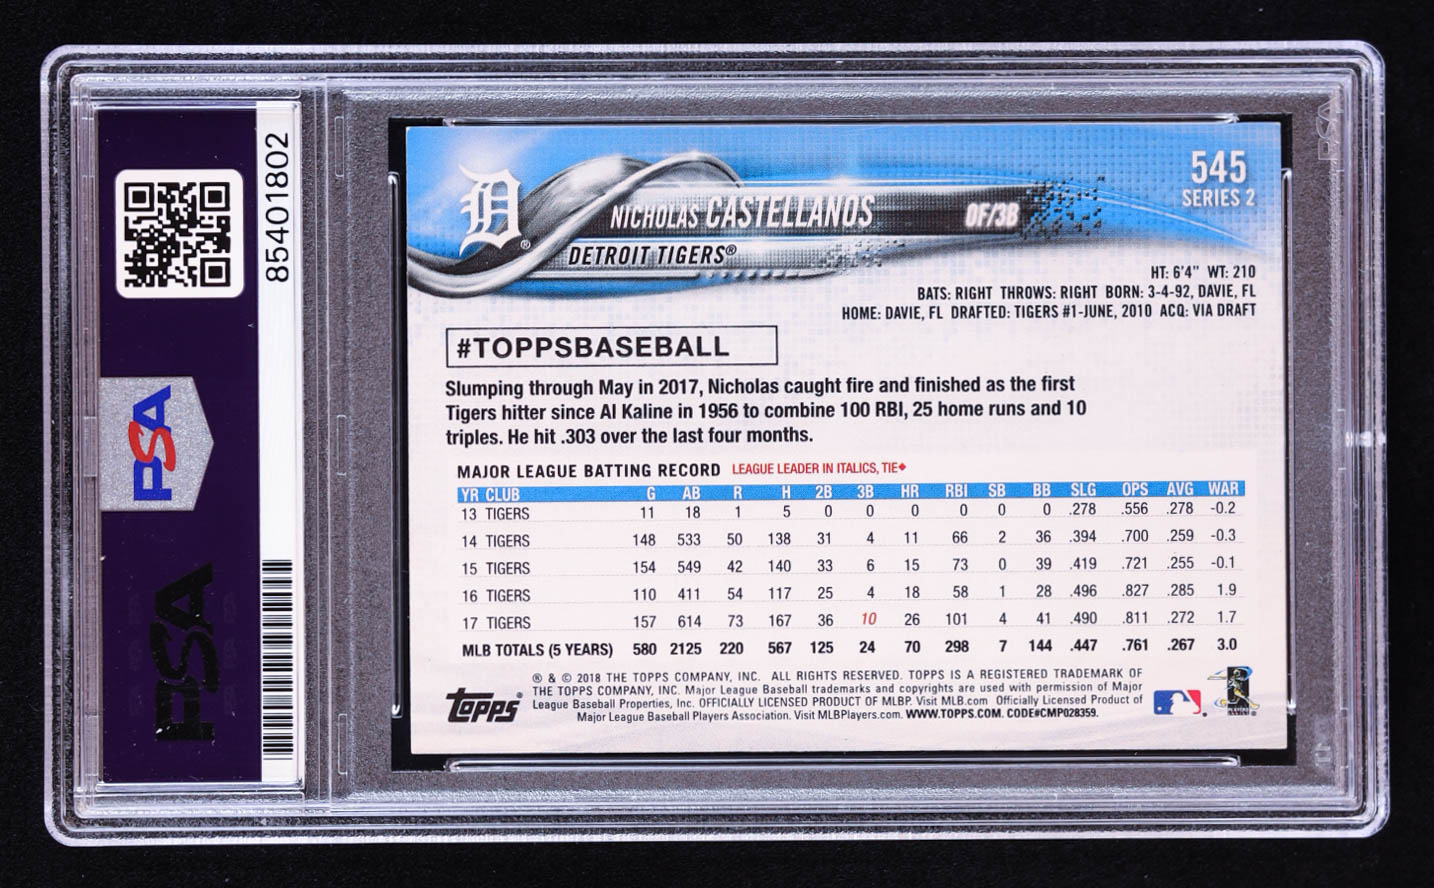 85401802
PSA
PSA
545
SERIES 2
D®
NICHOLAS CASTELLANOS OF/3B
DETROIT TIGERS®
HT: 6'4" WT: 210
BATS: RIGHT THROWS: RIGHT BORN: 3-4-92, DAVIE, FL
HOME: DAVIE, FL DRAFTED: TIGERS #1-JUNE, 2010 ACQ: VIA DRAFT
#TOPPSBASEBALL
Slumping through May in 2017, Nicholas caught fire and finished as the first
Tigers hitter since Al Kaline in 1956 to combine 100 RBI, 25 home runs and 10
triples. He hit .303 over the last four months.
MAJOR LEAGUE BATTING RECORD LEAGUE LEADER IN ITALICS, TIE◆
YR CLUB G AB R H 2B 3B HR RBI SB BB SLG OPS AVG WAR
13 TIGERS 11 18 1 5 0 0 0 0 0 0 .278 .556 .278 -0.2
14 TIGERS 148 533 50 138 31 4 11 66 2 36 .394 .700 .259 -0.3
15 TIGERS 154 549 42 140 33 6 15 73 0 39 .419 .721 .255 -0.1
16 TIGERS 110 411 54 117 25 4 18 58 1 28 .496 .827 .285 1.9
17 TIGERS 157 614 73 167 36 10 26 101 4 41 .490 .811 .272 1.7
MLB TOTALS (5 YEARS) 580 2125 220 567 125 24 70 298 7 144 .447 .761 .267 3.0
Topps®
® & © 2018 THE TOPPS COMPANY, INC. ALL RIGHTS RESERVED. TOPPS IS A REGISTERED TRADEMARK OF
THE TOPPS COMPANY, INC. Major League Baseball trademarks and copyrights are used with permission of Major
League Baseball Properties, Inc. OFFICIALLY LICENSED PRODUCT OF MLBP. Visit MLB.com Officially Licensed Product of
Major League Baseball Players Association. Visit MLBPlayers.com. WWW.TOPPS.COM. CODE#CMP028359.